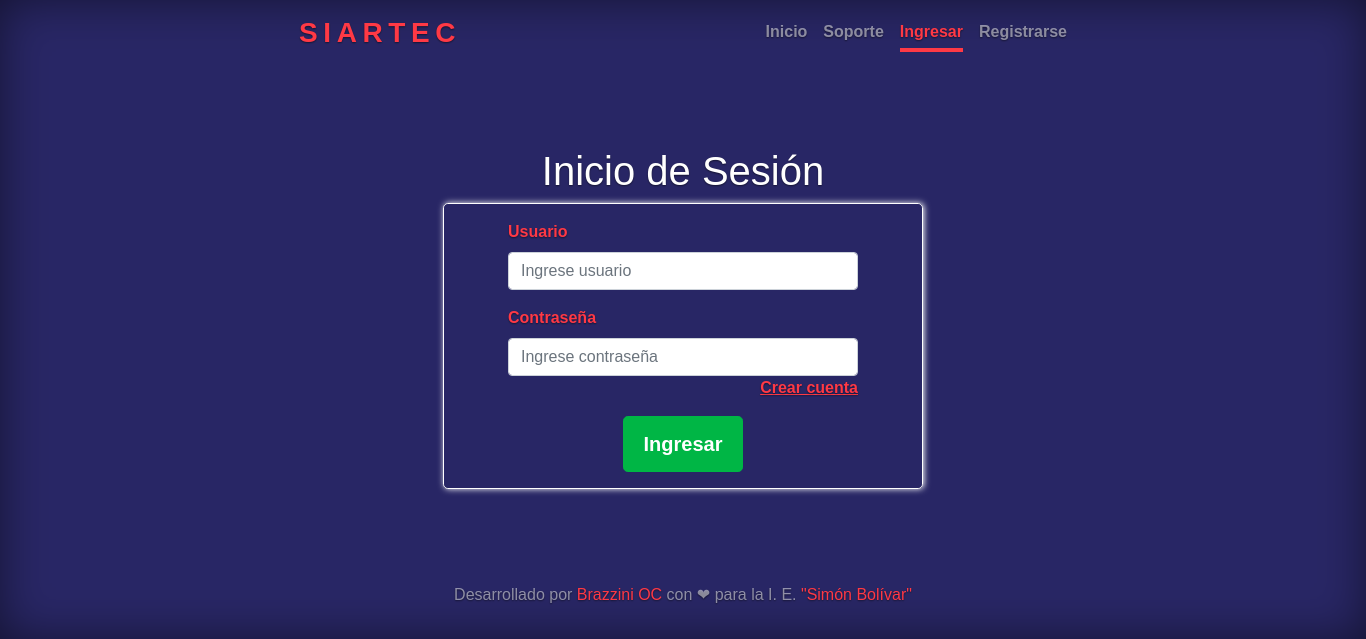 SIARTEC
Inicio Soporte Ingresar Registrarse
Inicio de Sesión
Usuario
Ingrese usuario
Contraseña
Ingrese contraseña
Crear cuenta
Ingresar
Desarrollado por Brazzini OC con ❤ para la I. E. "Simón Bolívar"